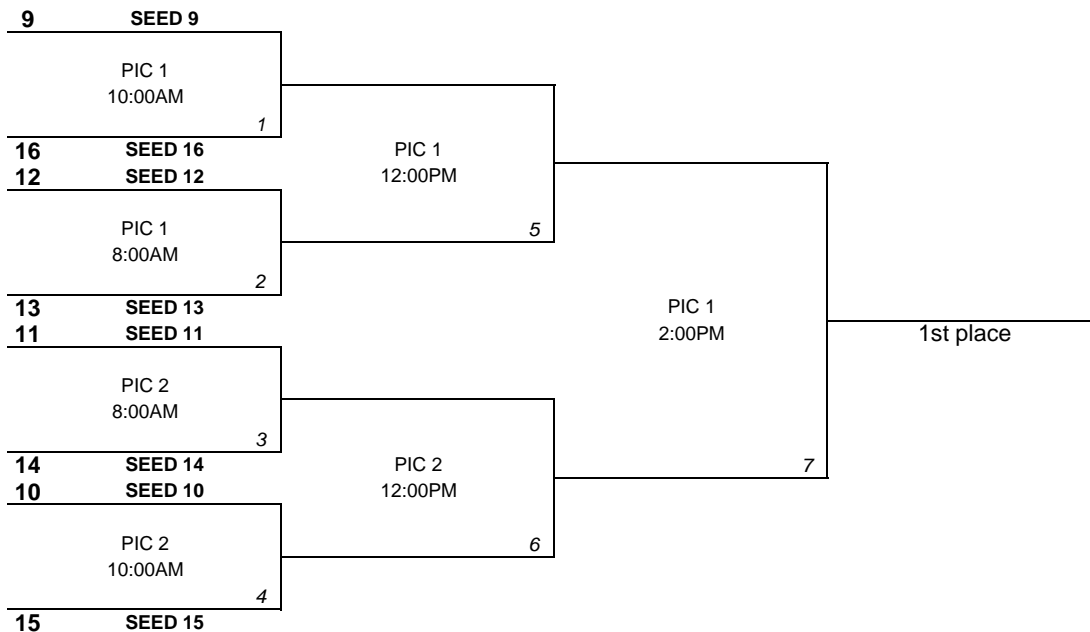 9 SEED 9
PIC 1
10:00AM
1
16 SEED 16
12 SEED 12
PIC 1
8:00AM
2
13 SEED 13
11 SEED 11
PIC 2
8:00AM
3
14 SEED 14
10 SEED 10
PIC 2
10:00AM
4
15 SEED 15
PIC 1
12:00PM
5
PIC 2
12:00PM
6
PIC 1
2:00PM
7
1st place